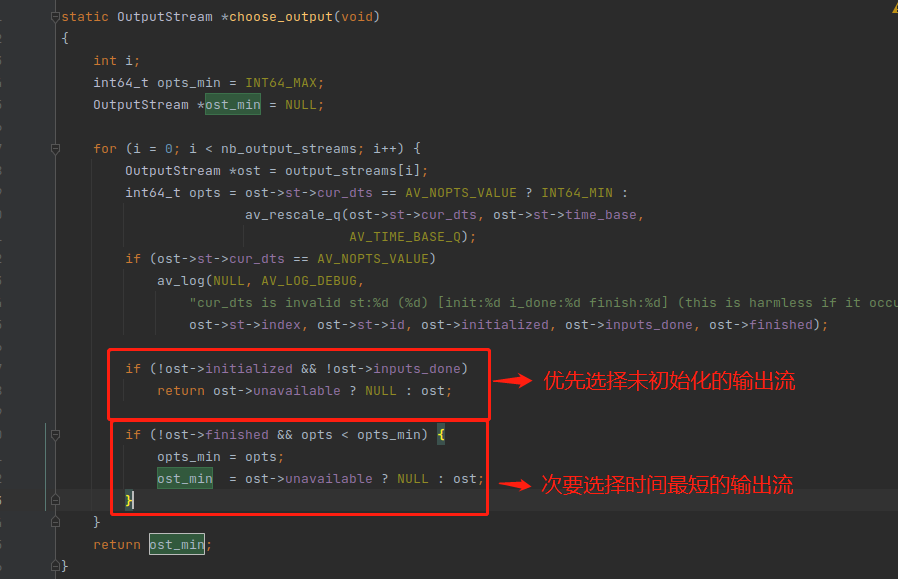 static OutputStream *choose_output(void)
{
int i;
int64_t opts_min = INT64_MAX;
OutputStream *ost_min = NULL;
for (i = 0; i < nb_output_streams; i++) {
OutputStream *ost = output_streams[i];
int64_t opts = ost->st->cur_dts == AV_NOPTS_VALUE ? INT64_MIN :
av_rescale_q(ost->st->cur_dts, ost->st->time_base,
AV_TIME_BASE_Q);
if (ost->st->cur_dts == AV_NOPTS_VALUE)
av_log(NULL, AV_LOG_DEBUG,
"cur_dts is invalid st:%d (%d) [init:%d i_done:%d finish:%d] (this is harmless if it occu
ost->st->index, ost->st->id, ost->initialized, ost->inputs_done, ost->finished);
if (!ost->initialized && !ost->inputs_done)
return ost->unavailable ? NULL : ost;
优先选择未初始化的输出流
if (!ost->finished && opts < opts_min) {
opts_min = opts;
ost_min = ost->unavailable ? NULL : ost;
次要选择时间最短的输出流
}
}
return ost_min;
}